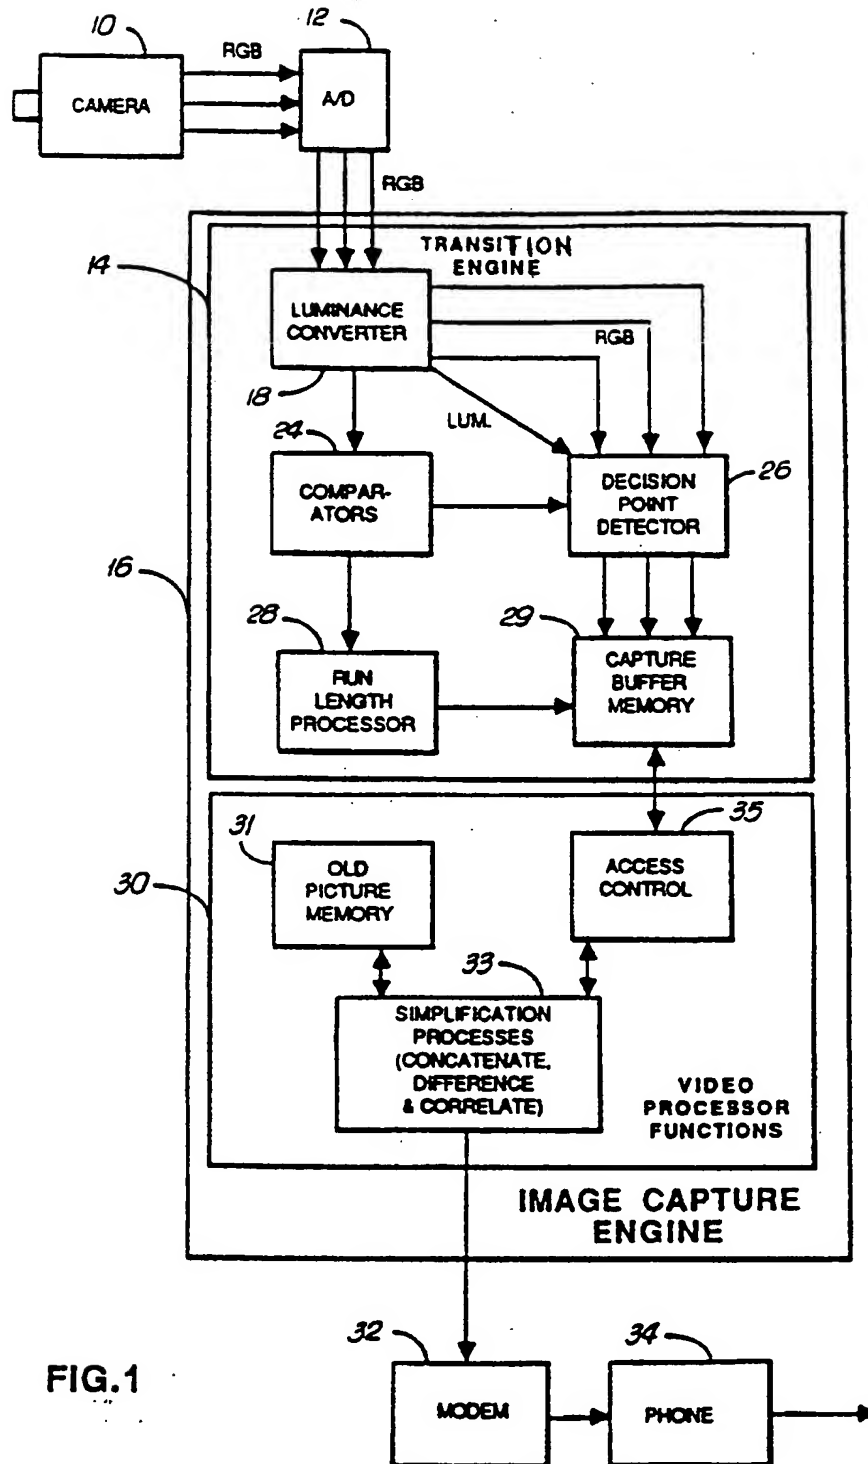 10
12
RGB
CAMERA
A/D
RGB
TRANSITION
ENGINE
14
LUMINANCE
CONVERTER
RGB
18
LUM.
24
26
COMPAR-
ATORS
DECISION
POINT
DETECTOR
16
28
29
RUN
LENGTH
PROCESSOR
CAPTURE
BUFFER
MEMORY
31
35
30
OLD
PICTURE
MEMORY
ACCESS
CONTROL
33
SIMPLIFICATION
PROCESSES
(CONCATENATE,
DIFFERENCE
& CORRELATE)
VIDEO
PROCESSOR
FUNCTIONS
IMAGE CAPTURE
ENGINE
32
34
FIG.1
MODEM
PHONE